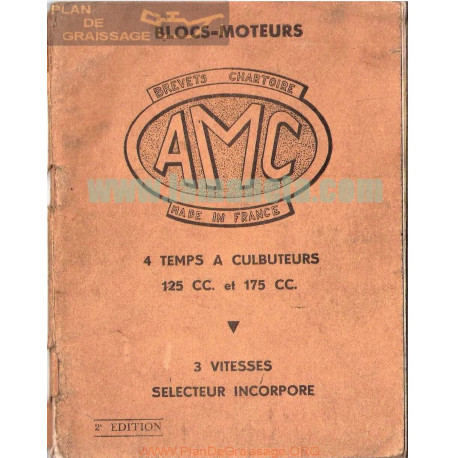 PLAN
DE
GRAISSAGE
BLOCS-MOTEURS
BREVETS CHARTOIRE
AMC
MADE IN FRANCE
4 TEMPS A CULBUTEURS
125 CC. et 175 CC.
3 VITESSES
SELECTEUR INCORPORE
2e EDITION
www.PlanDeGraissage.ORG